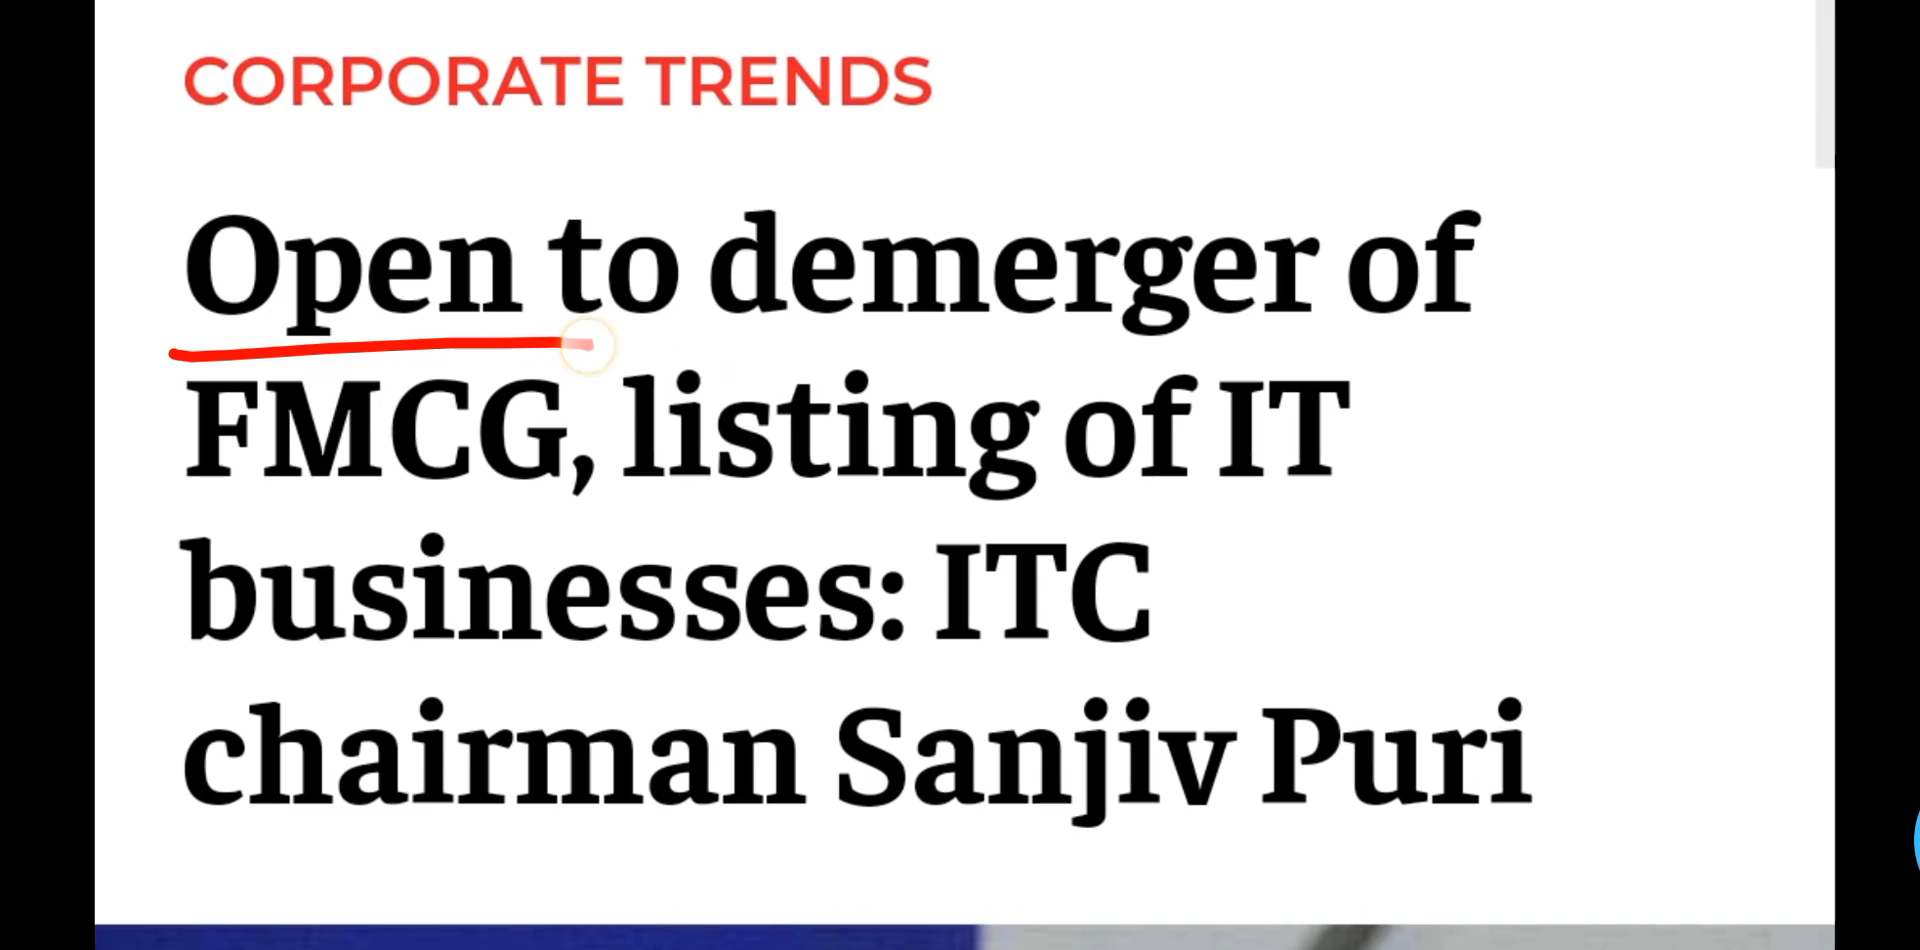 CORPORATE TRENDS
Open to demerger of
FMCG, listing of IT
businesses: ITC
chairman Sanjiv Puri